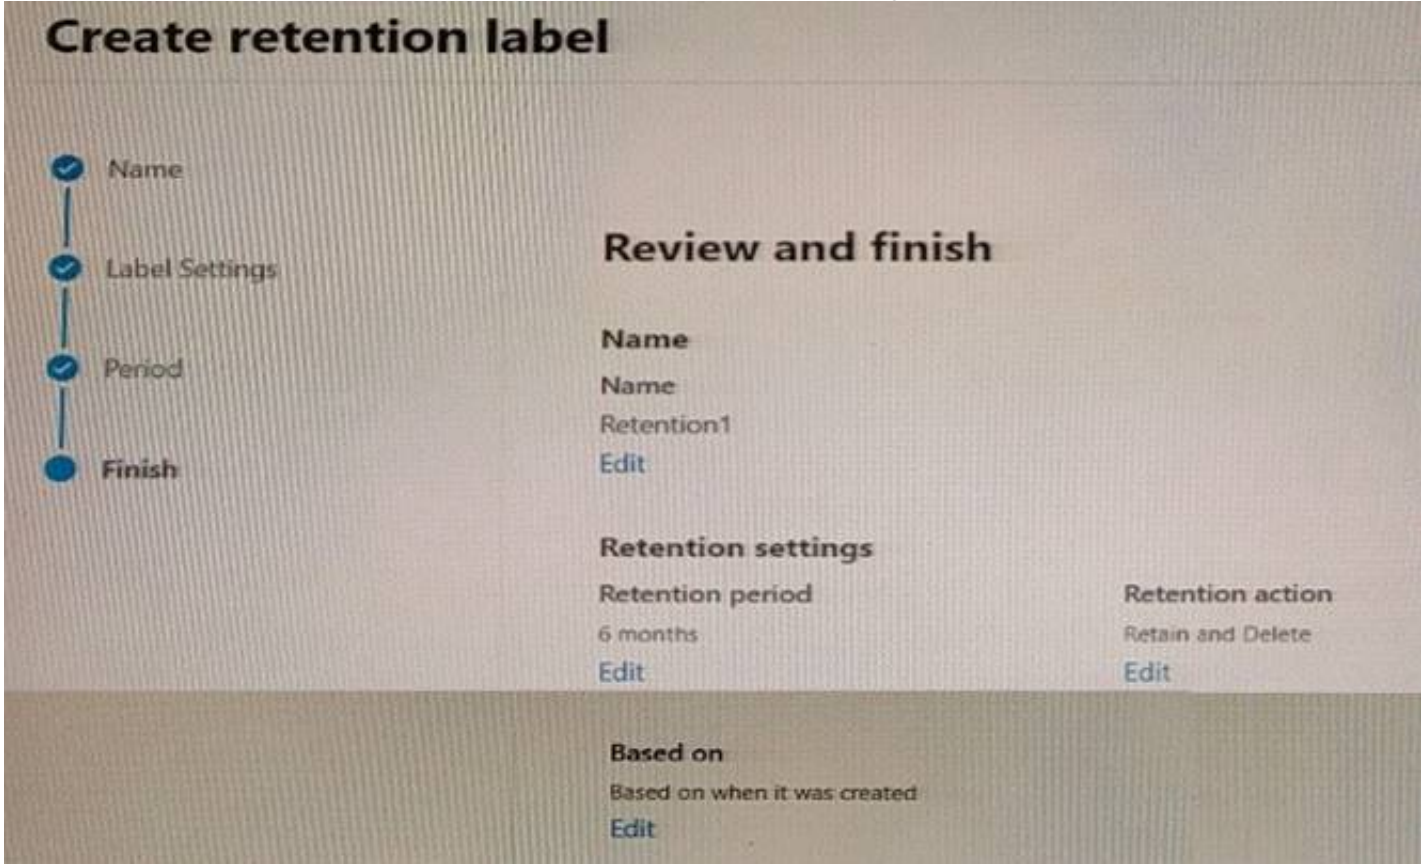 Create retention label
Name
Label Settings
Period
Finish
Review and finish
Name
Name
Retention1
Edit
Retention settings
Retention period
Retention action
6 months
Retain and Delete
Edit
Edit
Based on
Based on when it was created
Edit